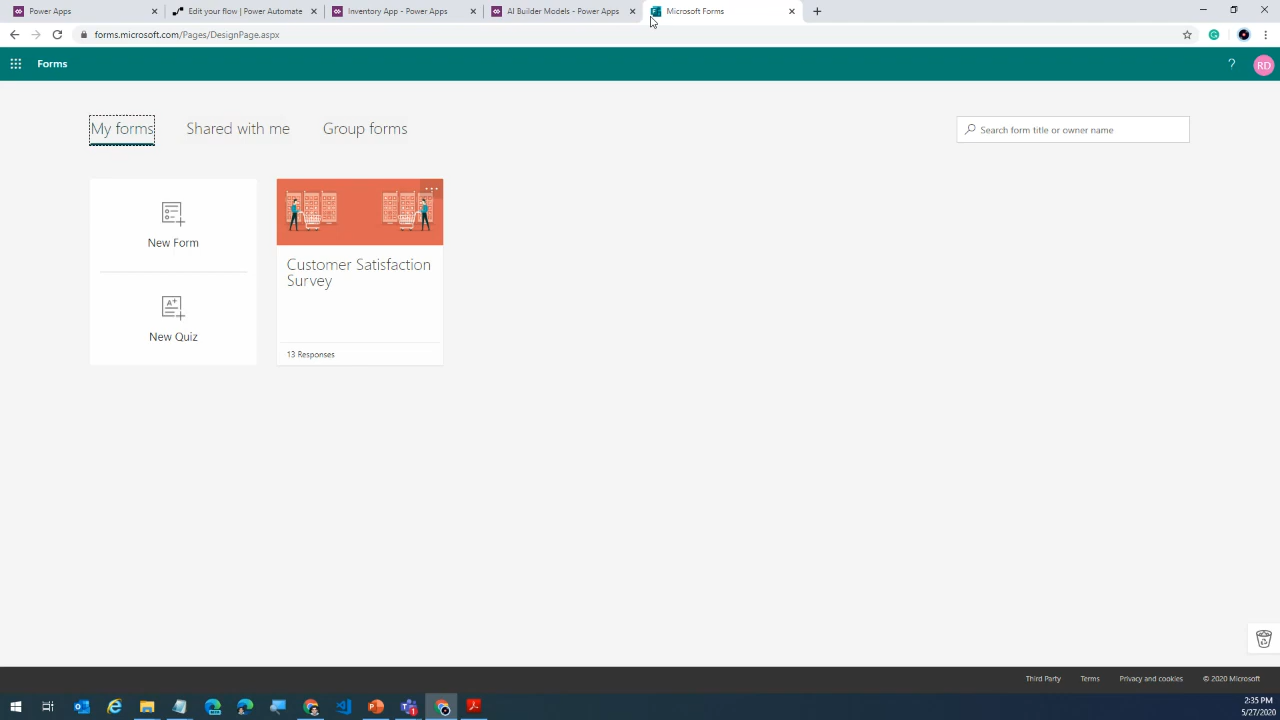 Power Apps
Edit your flow | Power Automate
Inventory App - Power Apps
AI Builder Models - Power Apps
Microsoft Forms
forms.microsoft.com/Pages/DesignPage.aspx
Forms
?
RD
My forms
Shared with me
Group forms
Search form title or owner name
New Form
New Quiz
Customer Satisfaction
Survey
13 Responses
Third Party
Terms
Privacy and cookies
© 2020 Microsoft
2:35 PM
5/27/2020